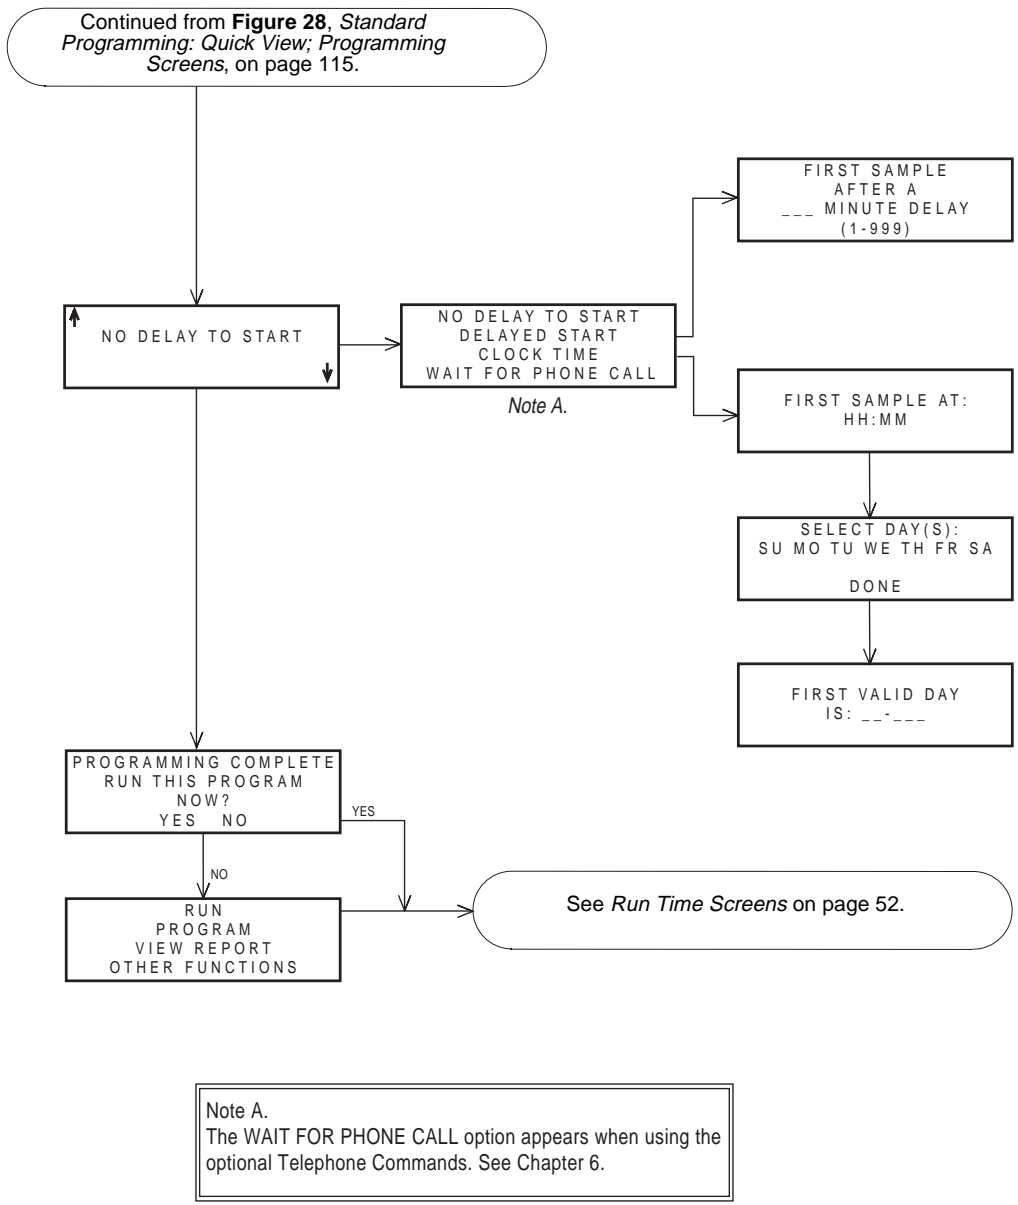 Continued from Figure 28, Standard
Programming: Quick View; Programming
Screens, on page 115.
FIRST SAMPLE
AFTER A
___ MINUTE DELAY
(1-999)
NO DELAY TO START
NO DELAY TO START
DELAYED START
CLOCK TIME
WAIT FOR PHONE CALL
Note A.
FIRST SAMPLE AT:
HH:MM
SELECT DAY(S):
SU MO TU WE TH FR SA
DONE
FIRST VALID DAY
IS: __-___
PROGRAMMING COMPLETE
RUN THIS PROGRAM
NOW?
YES NO
YES
NO
RUN
PROGRAM
VIEW REPORT
OTHER FUNCTIONS
See Run Time Screens on page 52.
Note A.
The WAIT FOR PHONE CALL option appears when using the
optional Telephone Commands. See Chapter 6.